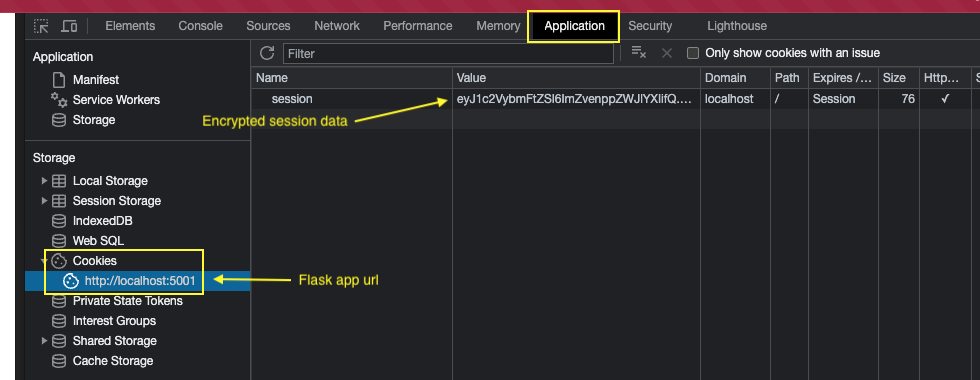 Elements Console Sources Network Performance Memory Application Security Lighthouse
Application
Filter
Only show cookies with an issue
Manifest
Service Workers
Storage
Name Value Domain Path Expires /... Size Http... S
session eyJ1c2VybmFtZSI6ImZvenppZWJlYXIifQ.... localhost / Session 76 ✓
Encrypted session data
Storage
Local Storage
Session Storage
IndexedDB
Web SQL
Cookies
http://localhost:5001
Flask app url
Private State Tokens
Interest Groups
Shared Storage
Cache Storage